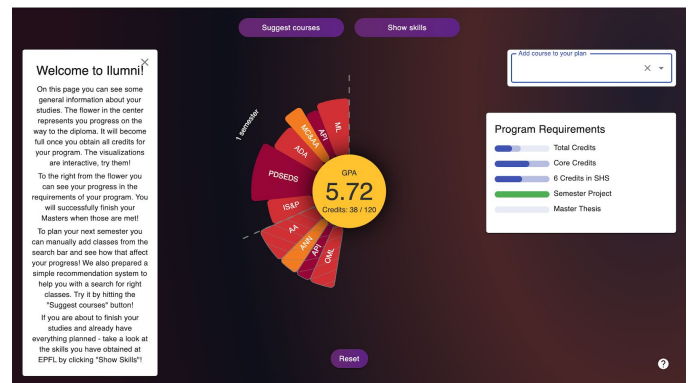 Suggest courses
Show skills
Welcome to Ilumni!
On this page you can see some
general information about your
studies. The flower in the center
represents you progress on the
way to the diploma. It will become
full once you obtain all credits for
your program. The visualizations
are interactive, try them!
To the right from the flower you
can see your progress in the
requirements of your program. You
will successfully finish your
Masters when those are met!
To plan your next semester you
can manually add classes from the
search bar and see how that affect
your progress! We also prepared a
simple recommendation system to
help you with a search for right
classes. Try it by hitting the
"Suggest courses" button!
If you are about to finish your
studies and already have
everything planned - take a look at
the skills you have obtained at
EPFL by clicking "Show Skills"!
1 semester
ML
API
MC&AA
ADA
PDSEDS
IS&P
AA
ANN
API
OML
GPA
5.72
Credits: 38 / 120
Reset
Add course to your plan
Program Requirements
Total Credits
Core Credits
6 Credits in SHS
Semester Project
Master Thesis
?